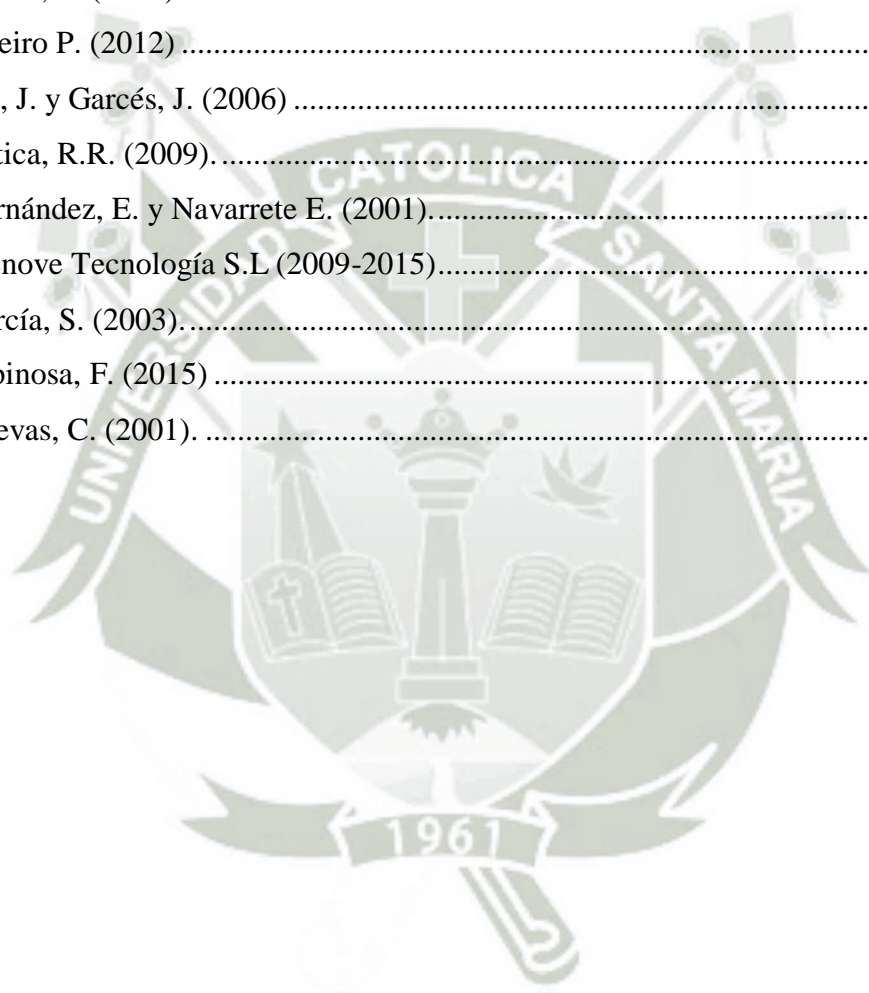 eiro P. (2012) ..........................................................................................
, J. y Garcés, J. (2006) ..........................................................................
tica, R.R. (2009). ....................................................................................
rnández, E. y Navarrete E. (2001). ........................................................
enove Tecnología S.L (2009-2015) .......................................................
rcía, S. (2003). ........................................................................................
pinosa, F. (2015) ....................................................................................
evas, C. (2001). .....................................................................................
UNIVERSIDAD CATOLICA SANTA MARIA
1961